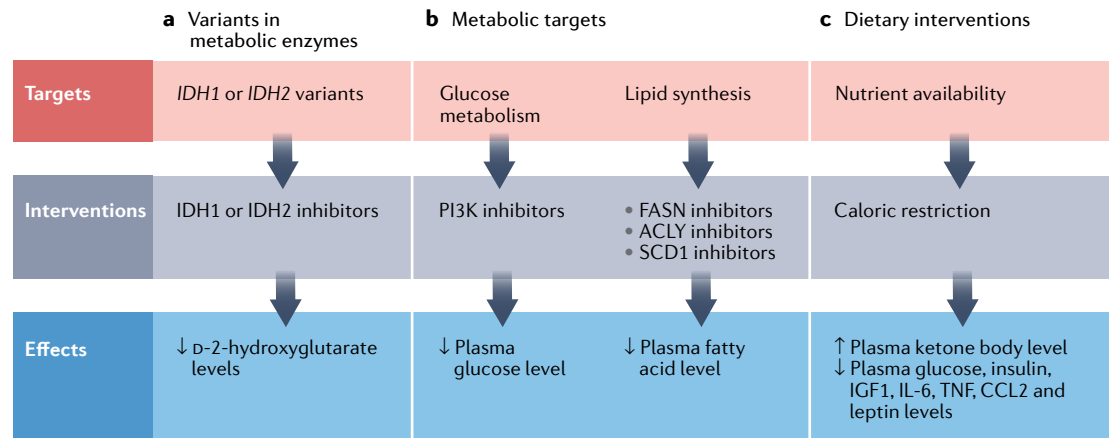 a Variants in
metabolic enzymes
b Metabolic targets
c Dietary interventions
Targets
IDH1 or IDH2 variants
Glucose
metabolism
Lipid synthesis
Nutrient availability
Interventions
IDH1 or IDH2 inhibitors
PI3K inhibitors
• FASN inhibitors
• ACLY inhibitors
• SCD1 inhibitors
Caloric restriction
Effects
↓ D-2-hydroxyglutarate
levels
↓ Plasma
glucose level
↓ Plasma fatty
acid level
↑ Plasma ketone body level
↓ Plasma glucose, insulin,
IGF1, IL-6, TNF, CCL2 and
leptin levels